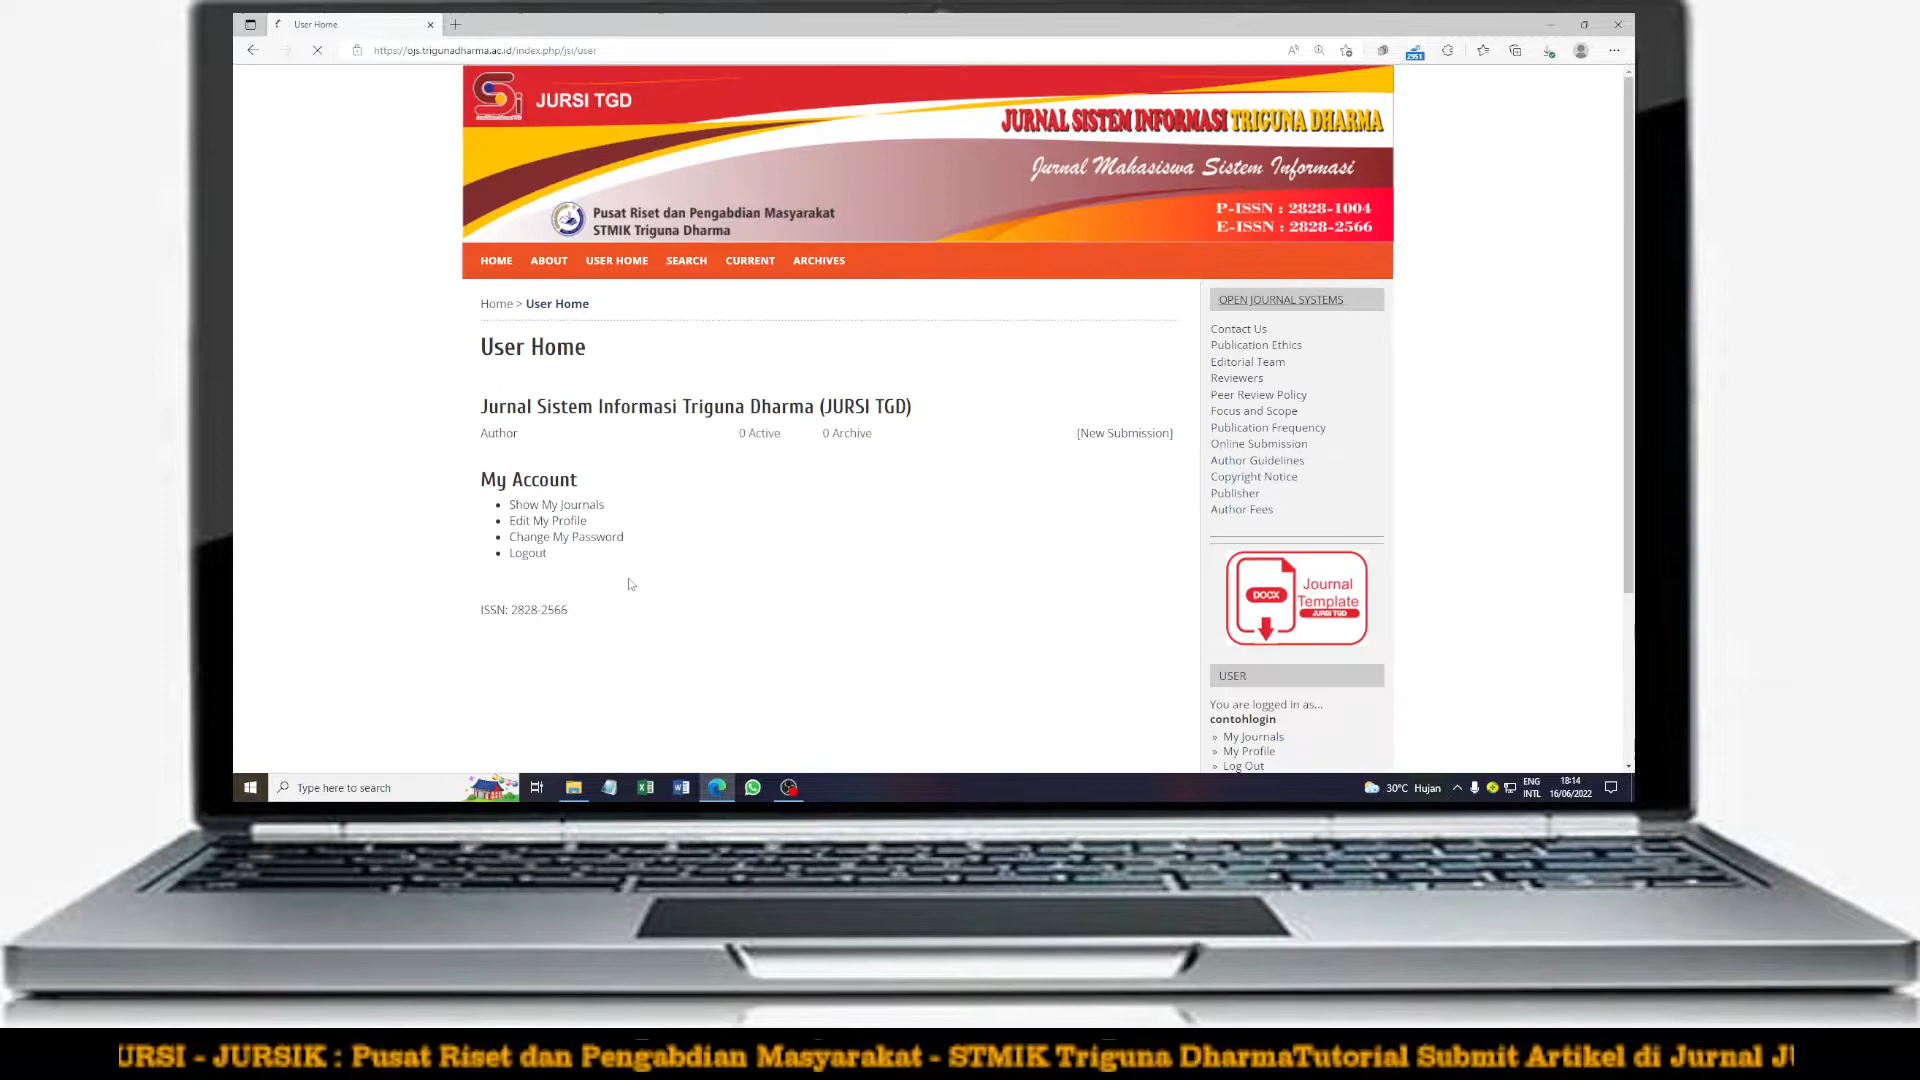 User Home
https://ojs.trigunadharma.ac.id/index.php/jsi/user
2951
JURSI TGD
JURNAL SISTEM INFORMASI TRIGUNA DHARMA
Jurnal Mahasiswa Sistem Informasi
Pusat Riset dan Pengabdian Masyarakat
STMIK Triguna Dharma
P-ISSN : 2828-1004
E-ISSN : 2828-2566
HOME ABOUT USER HOME SEARCH CURRENT ARCHIVES
Home > User Home
User Home
Jurnal Sistem Informasi Triguna Dharma (JURSI TGD)
Author 0 Active 0 Archive [New Submission]
My Account
• Show My Journals
• Edit My Profile
• Change My Password
• Logout
ISSN: 2828-2566
OPEN JOURNAL SYSTEMS
Contact Us
Publication Ethics
Editorial Team
Reviewers
Peer Review Policy
Focus and Scope
Publication Frequency
Online Submission
Author Guidelines
Copyright Notice
Publisher
Author Fees
DOCX
Journal
Template
JURSI TGD
USER
You are logged in as...
contohlogin
» My Journals
» My Profile
» Log Out
Type here to search
30°C Hujan
ENG
INTL
18:14
16/06/2022
URSI - JURSIK : Pusat Riset dan Pengabdian Masyarakat - STMIK Triguna DharmaTutorial Submit Artikel di Jurnal JU